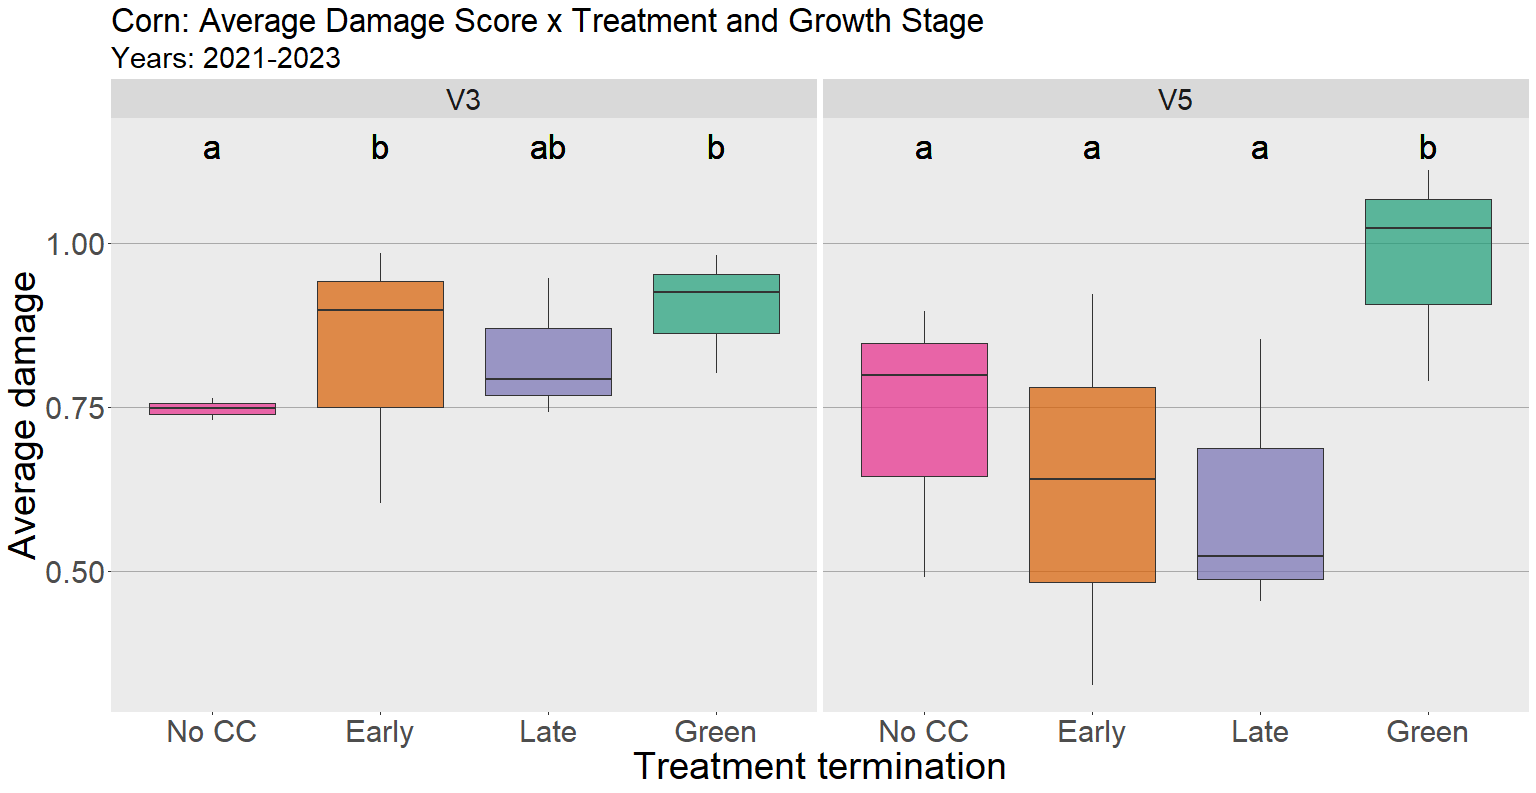 Corn: Average Damage Score x Treatment and Growth Stage
Years: 2021-2023
V3
V5
a b ab b
a a a b
1.00
0.75
0.50
Average damage
No CC Early Late Green
No CC Early Late Green
Treatment termination